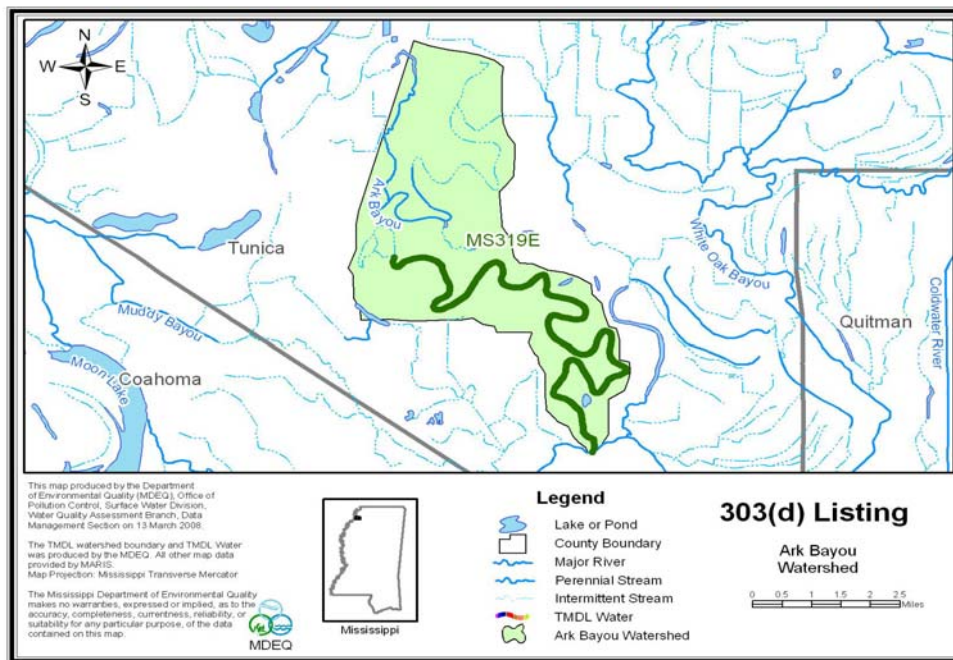 N
W E
S
Ark Bayou
MS319E
Tunica
White Oak Bayou
Coldwater River
Quitman
Muddy Bayou
Moon Lake
Coahoma
This map produced by the Department
of Environmental Quality (MDEQ), Office of
Pollution Control, Surface Water Division,
Water Quality Assessment Branch, Data
Management Section on 13 March 2008.
The TMDL watershed boundary and TMDL Water
was produced by the MDEQ. All other map data
provided by MARIS.
Map Projection: Mississippi Transverse Mercator
The Mississippi Department of Environmental Quality
makes no warranties, expressed or implied, as to the
accuracy, completeness, currentness, reliability, or
suitability for any particular purpose, of the data
contained on this map.
MDEQ
Mississippi
Legend
Lake or Pond
County Boundary
Major River
Perennial Stream
Intermittent Stream
TMDL Water
Ark Bayou Watershed
303(d) Listing
Ark Bayou
Watershed
0 0.5 1 1.5 2 2.5
Miles